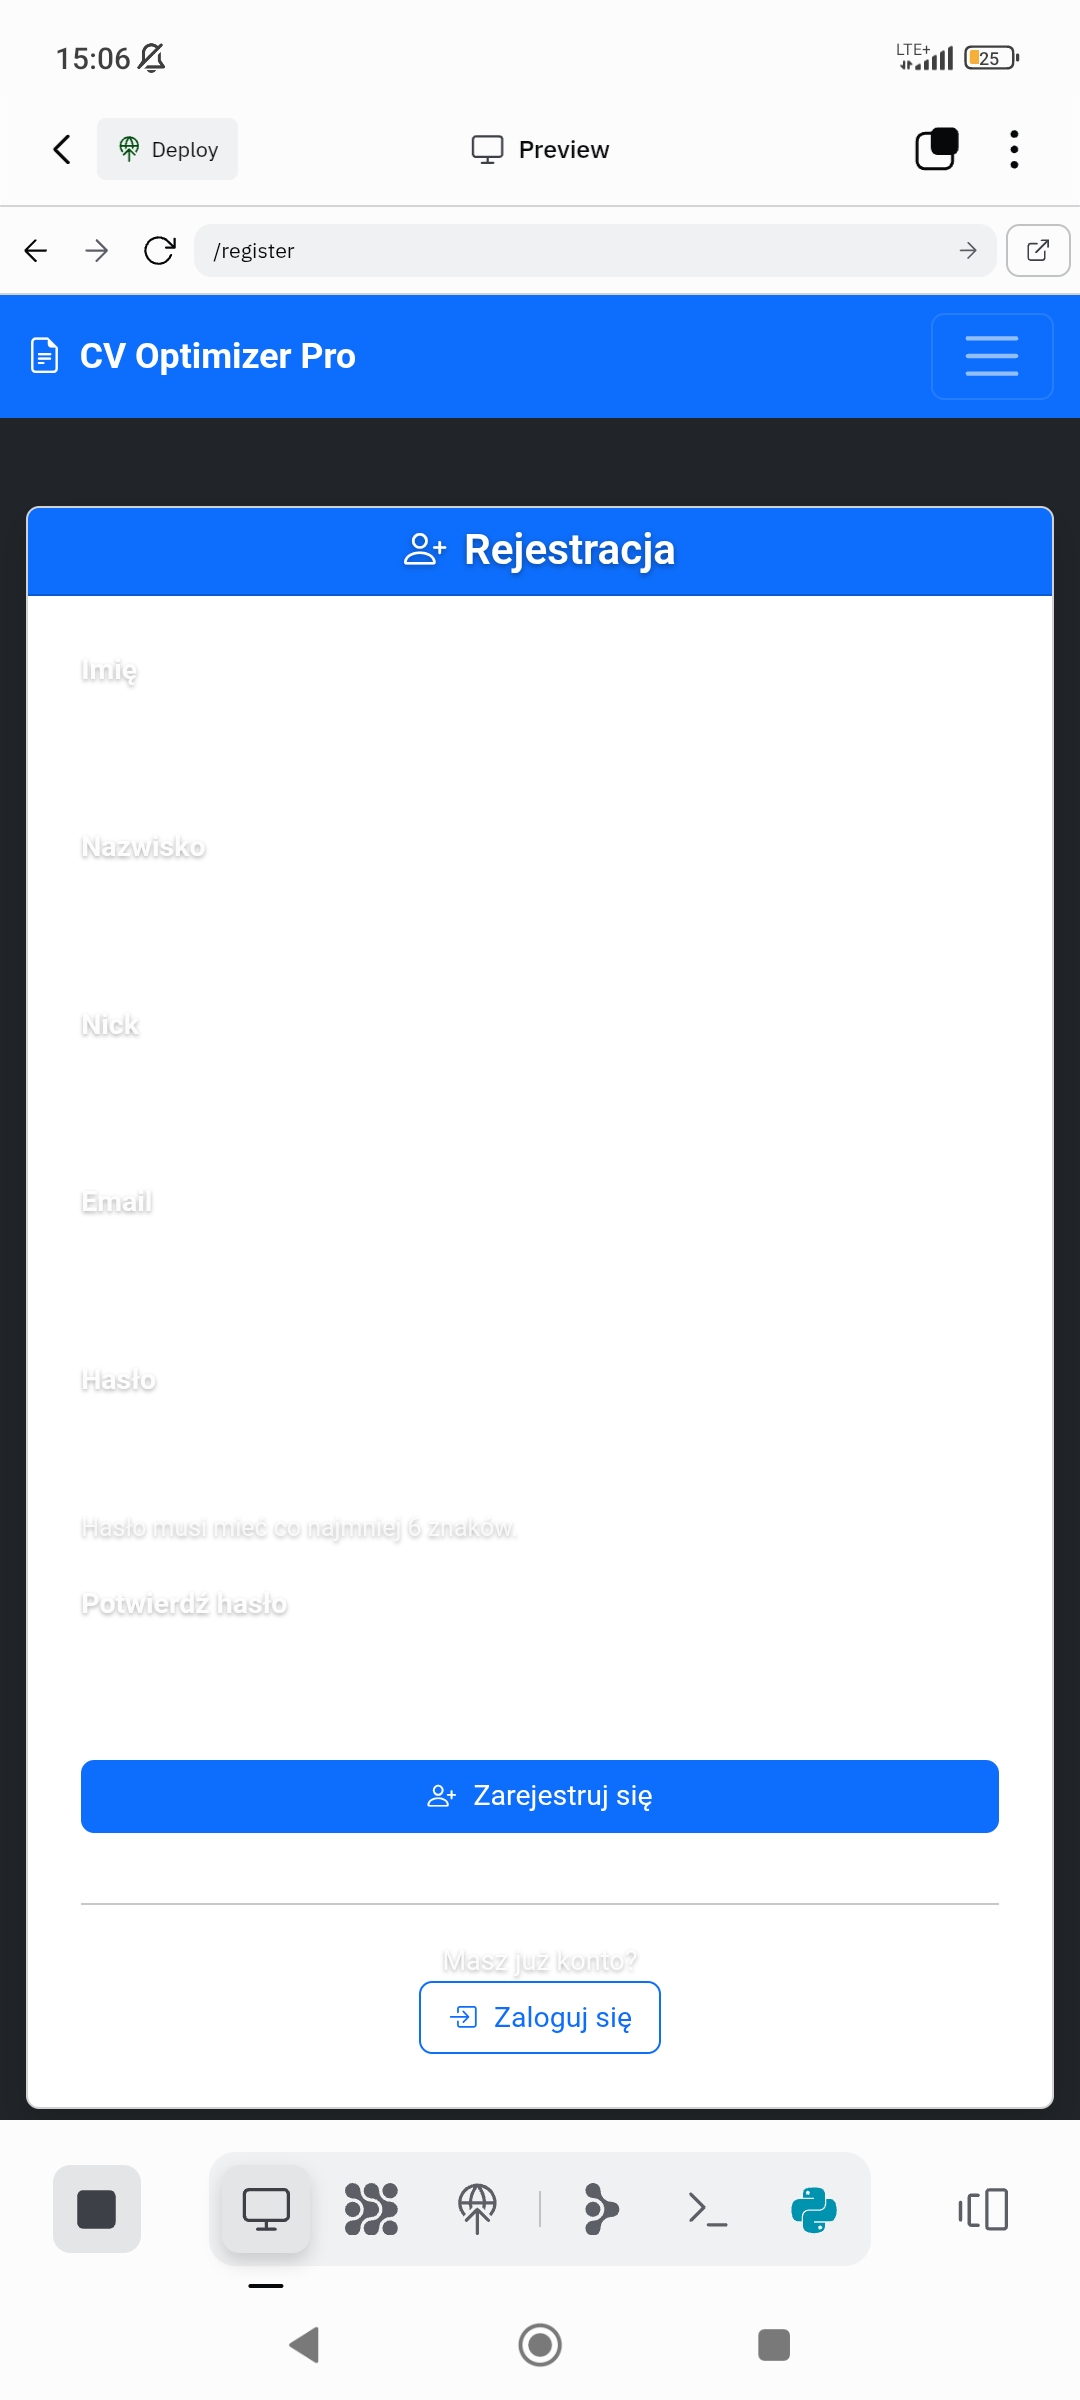 15:06
LTE+
25
Deploy
Preview
/register
CV Optimizer Pro
Rejestracja
Imię
Nazwisko
Nick
Email
Hasło
Hasło musi mieć co najmniej 6 znaków.
Potwierdź hasło
Zarejestruj się
Masz już konto?
Zaloguj się